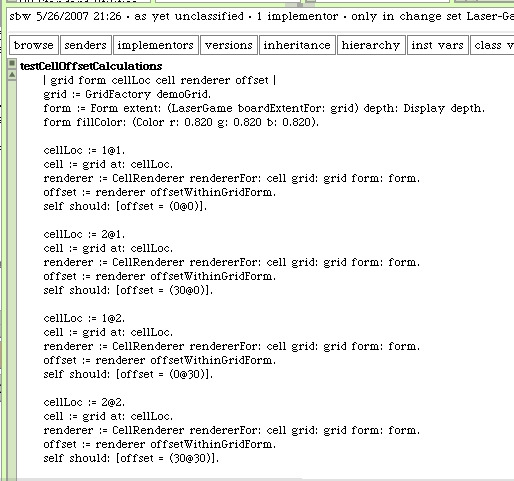 sbw 5/26/2007 21:26 · as yet unclassified · 1 implementor · only in change set Laser-Ga
browse senders implementors versions inheritance hierarchy inst vars class v
testCellOffsetCalculations
| grid form cellLoc cell renderer offset |
grid := GridFactory demoGrid.
form := Form extent: (LaserGame boardExtentFor: grid) depth: Display depth.
form fillColor: (Color r: 0.820 g: 0.820 b: 0.820).
cellLoc := 1@1.
cell := grid at: cellLoc.
renderer := CellRenderer rendererFor: cell grid: grid form: form.
offset := renderer offsetWithinGridForm.
self should: [offset = (0@0)].
cellLoc := 2@1.
cell := grid at: cellLoc.
renderer := CellRenderer rendererFor: cell grid: grid form: form.
offset := renderer offsetWithinGridForm.
self should: [offset = (30@0)].
cellLoc := 1@2.
cell := grid at: cellLoc.
renderer := CellRenderer rendererFor: cell grid: grid form: form.
offset := renderer offsetWithinGridForm.
self should: [offset = (0@30)].
cellLoc := 2@2.
cell := grid at: cellLoc.
renderer := CellRenderer rendererFor: cell grid: grid form: form.
offset := renderer offsetWithinGridForm.
self should: [offset = (30@30)].